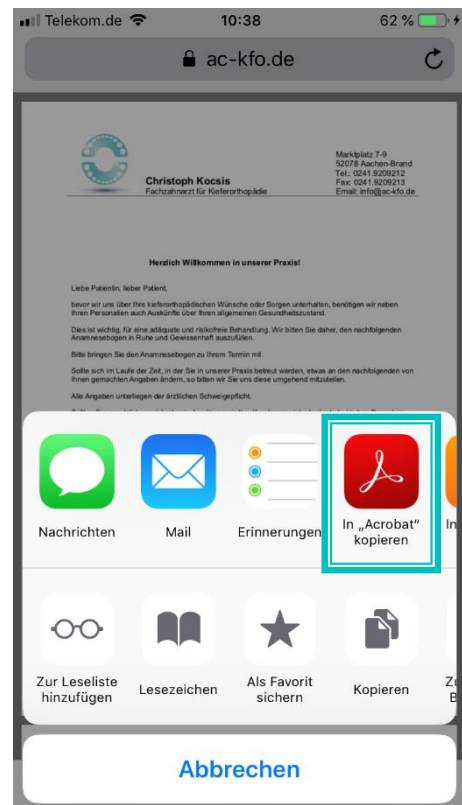 Telekom.de 10:38 62 %
ac-kfo.de
Marktplatz 7-9
52078 Aachen-Brand
Tel.: 0241.9209212
Fax: 0241.9209213
Email: info@ac-kfo.de
Christoph Kocsis
Fachzahnarzt für Kieferorthopädie
Herzlich Willkommen in unserer Praxis!
Liebe Patientin, lieber Patient,
bevor wir uns über Ihre kieferorthopädischen Wünsche oder Sorgen unterhalten, benötigen wir neben
Ihren Personalien auch Auskünfte über Ihren allgemeinen Gesundheitszustand.
Dies ist wichtig, für eine adäquate und risikofreie Behandlung. Wir bitten Sie daher, den nachfolgenden
Anamnesebogen in Ruhe und Gewissenhaft auszufüllen.
Bitte bringen Sie den Anamnesebogen zu Ihrem Termin mit.
Sollte sich im Laufe der Zeit, in der Sie in unserer Praxis betreut werden, etwas an den nachfolgenden von
Ihnen gemachten Angaben ändern, so bitten wir Sie uns diese umgehend mitzuteilen.
Alle Angaben unterliegen der ärztlichen Schweigepflicht.
Nachrichten
Mail
Erinnerungen
In „Acrobat“
kopieren
In
Zur Leseliste
hinzufügen
Lesezeichen
Als Favorit
sichern
Kopieren
Abbrechen